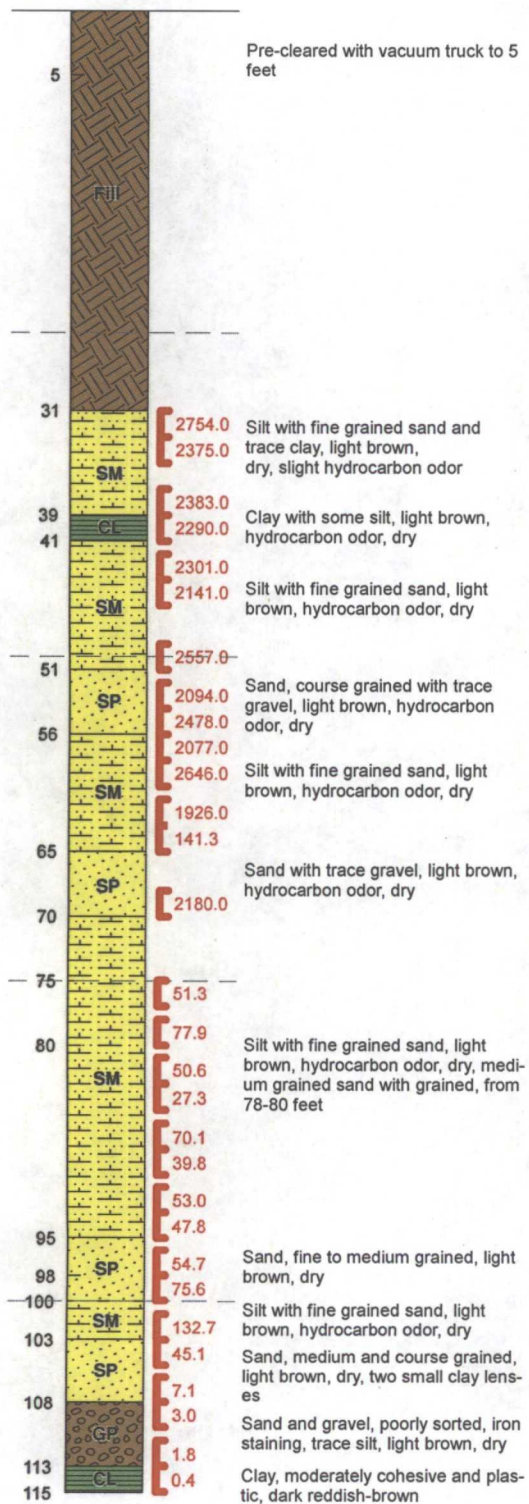 Pre-cleared with vacuum truck to 5
feet
5
Fill
31
2754.0
2375.0
Silt with fine grained sand and
trace clay, light brown,
dry, slight hydrocarbon odor
SM
39
CL
41
2383.0
2290.0
Clay with some silt, light brown,
hydrocarbon odor, dry
2301.0
2141.0
Silt with fine grained sand, light
brown, hydrocarbon odor, dry
SM
2557.0
51
SP
2094.0
2478.0
Sand, course grained with trace
gravel, light brown, hydrocarbon
odor, dry
56
2077.0
2646.0
Silt with fine grained sand, light
brown, hydrocarbon odor, dry
SM
1926.0
141.3
65
SP
Sand with trace gravel, light brown,
hydrocarbon odor, dry
2180.0
70
75
51.3
77.9
80
SM
50.6
27.3
Silt with fine grained sand, light
brown, hydrocarbon odor, dry, medi-
um grained sand with grained, from
78-80 feet
70.1
39.8
53.0
47.8
95
SP
98
54.7
75.6
Sand, fine to medium grained, light
brown, dry
100
SM
132.7
Silt with fine grained sand, light
brown, hydrocarbon odor, dry
103
45.1
SP
Sand, medium and course grained,
light brown, dry, two small clay lens-
es
7.1
108
3.0
GP
Sand and gravel, poorly sorted, iron
staining, trace silt, light brown, dry
1.8
113
CL
0.4
Clay, moderately cohesive and plas-
tic, dark reddish-brown
115